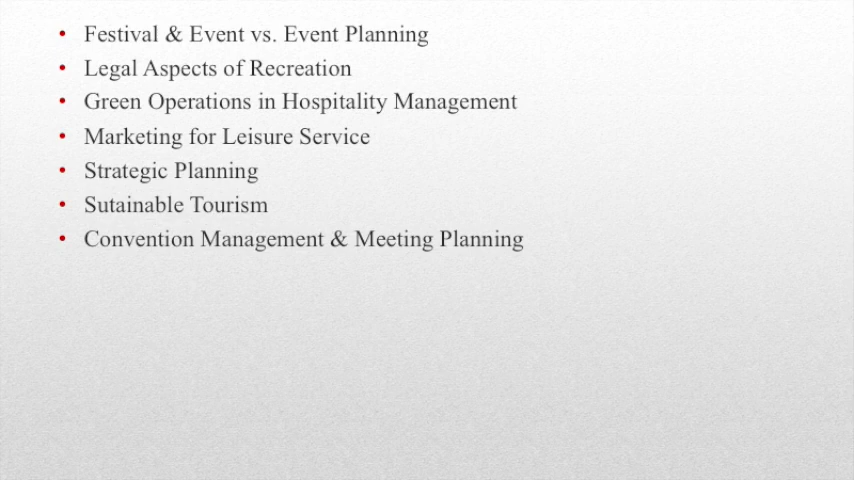 • Festival & Event vs. Event Planning
• Legal Aspects of Recreation
• Green Operations in Hospitality Management
• Marketing for Leisure Service
• Strategic Planning
• Sutainable Tourism
• Convention Management & Meeting Planning